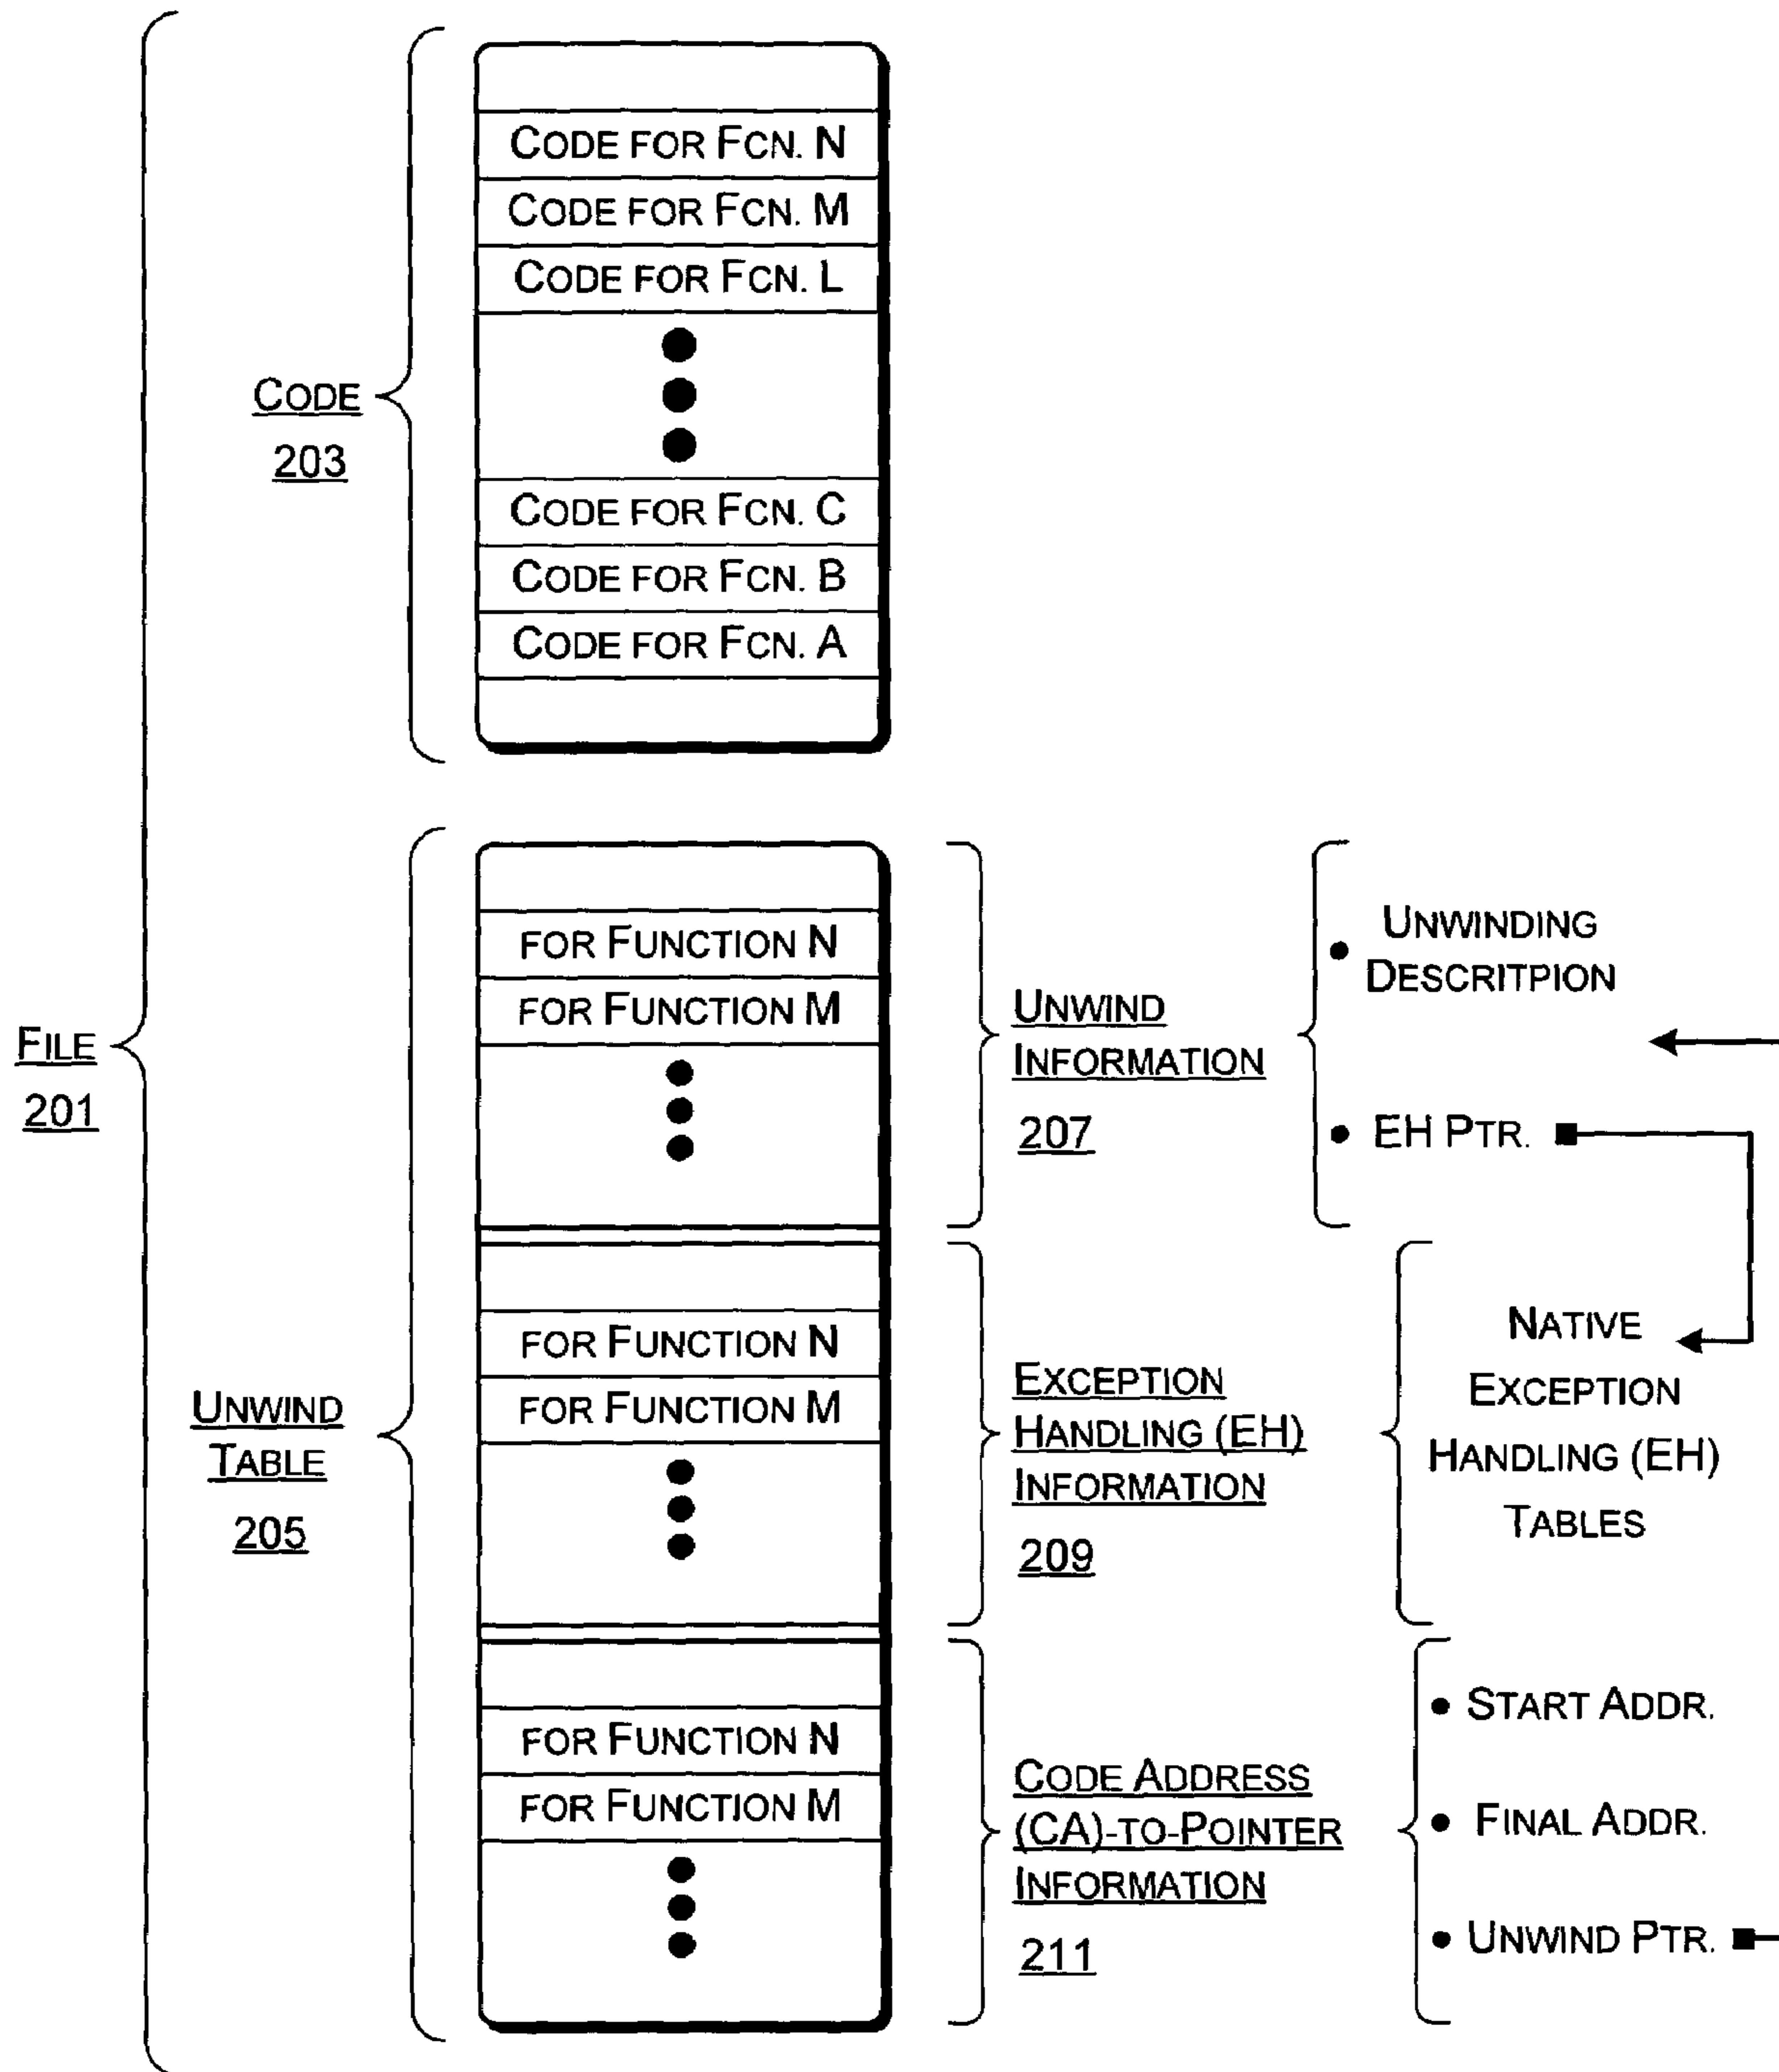 CODE FOR FCN. N
CODE FOR FCN. M
CODE FOR FCN. L
CODE
203
CODE FOR FCN. C
CODE FOR FCN. B
CODE FOR FCN. A
FILE
201
UNWIND
TABLE
205
FOR FUNCTION N
FOR FUNCTION M
UNWIND
INFORMATION
207
UNWINDING
DESCRITPION
EH PTR.
FOR FUNCTION N
FOR FUNCTION M
EXCEPTION
HANDLING (EH)
INFORMATION
209
NATIVE
EXCEPTION
HANDLING (EH)
TABLES
FOR FUNCTION N
FOR FUNCTION M
CODE ADDRESS
(CA)-TO-POINTER
INFORMATION
211
START ADDR.
FINAL ADDR.
UNWIND PTR.